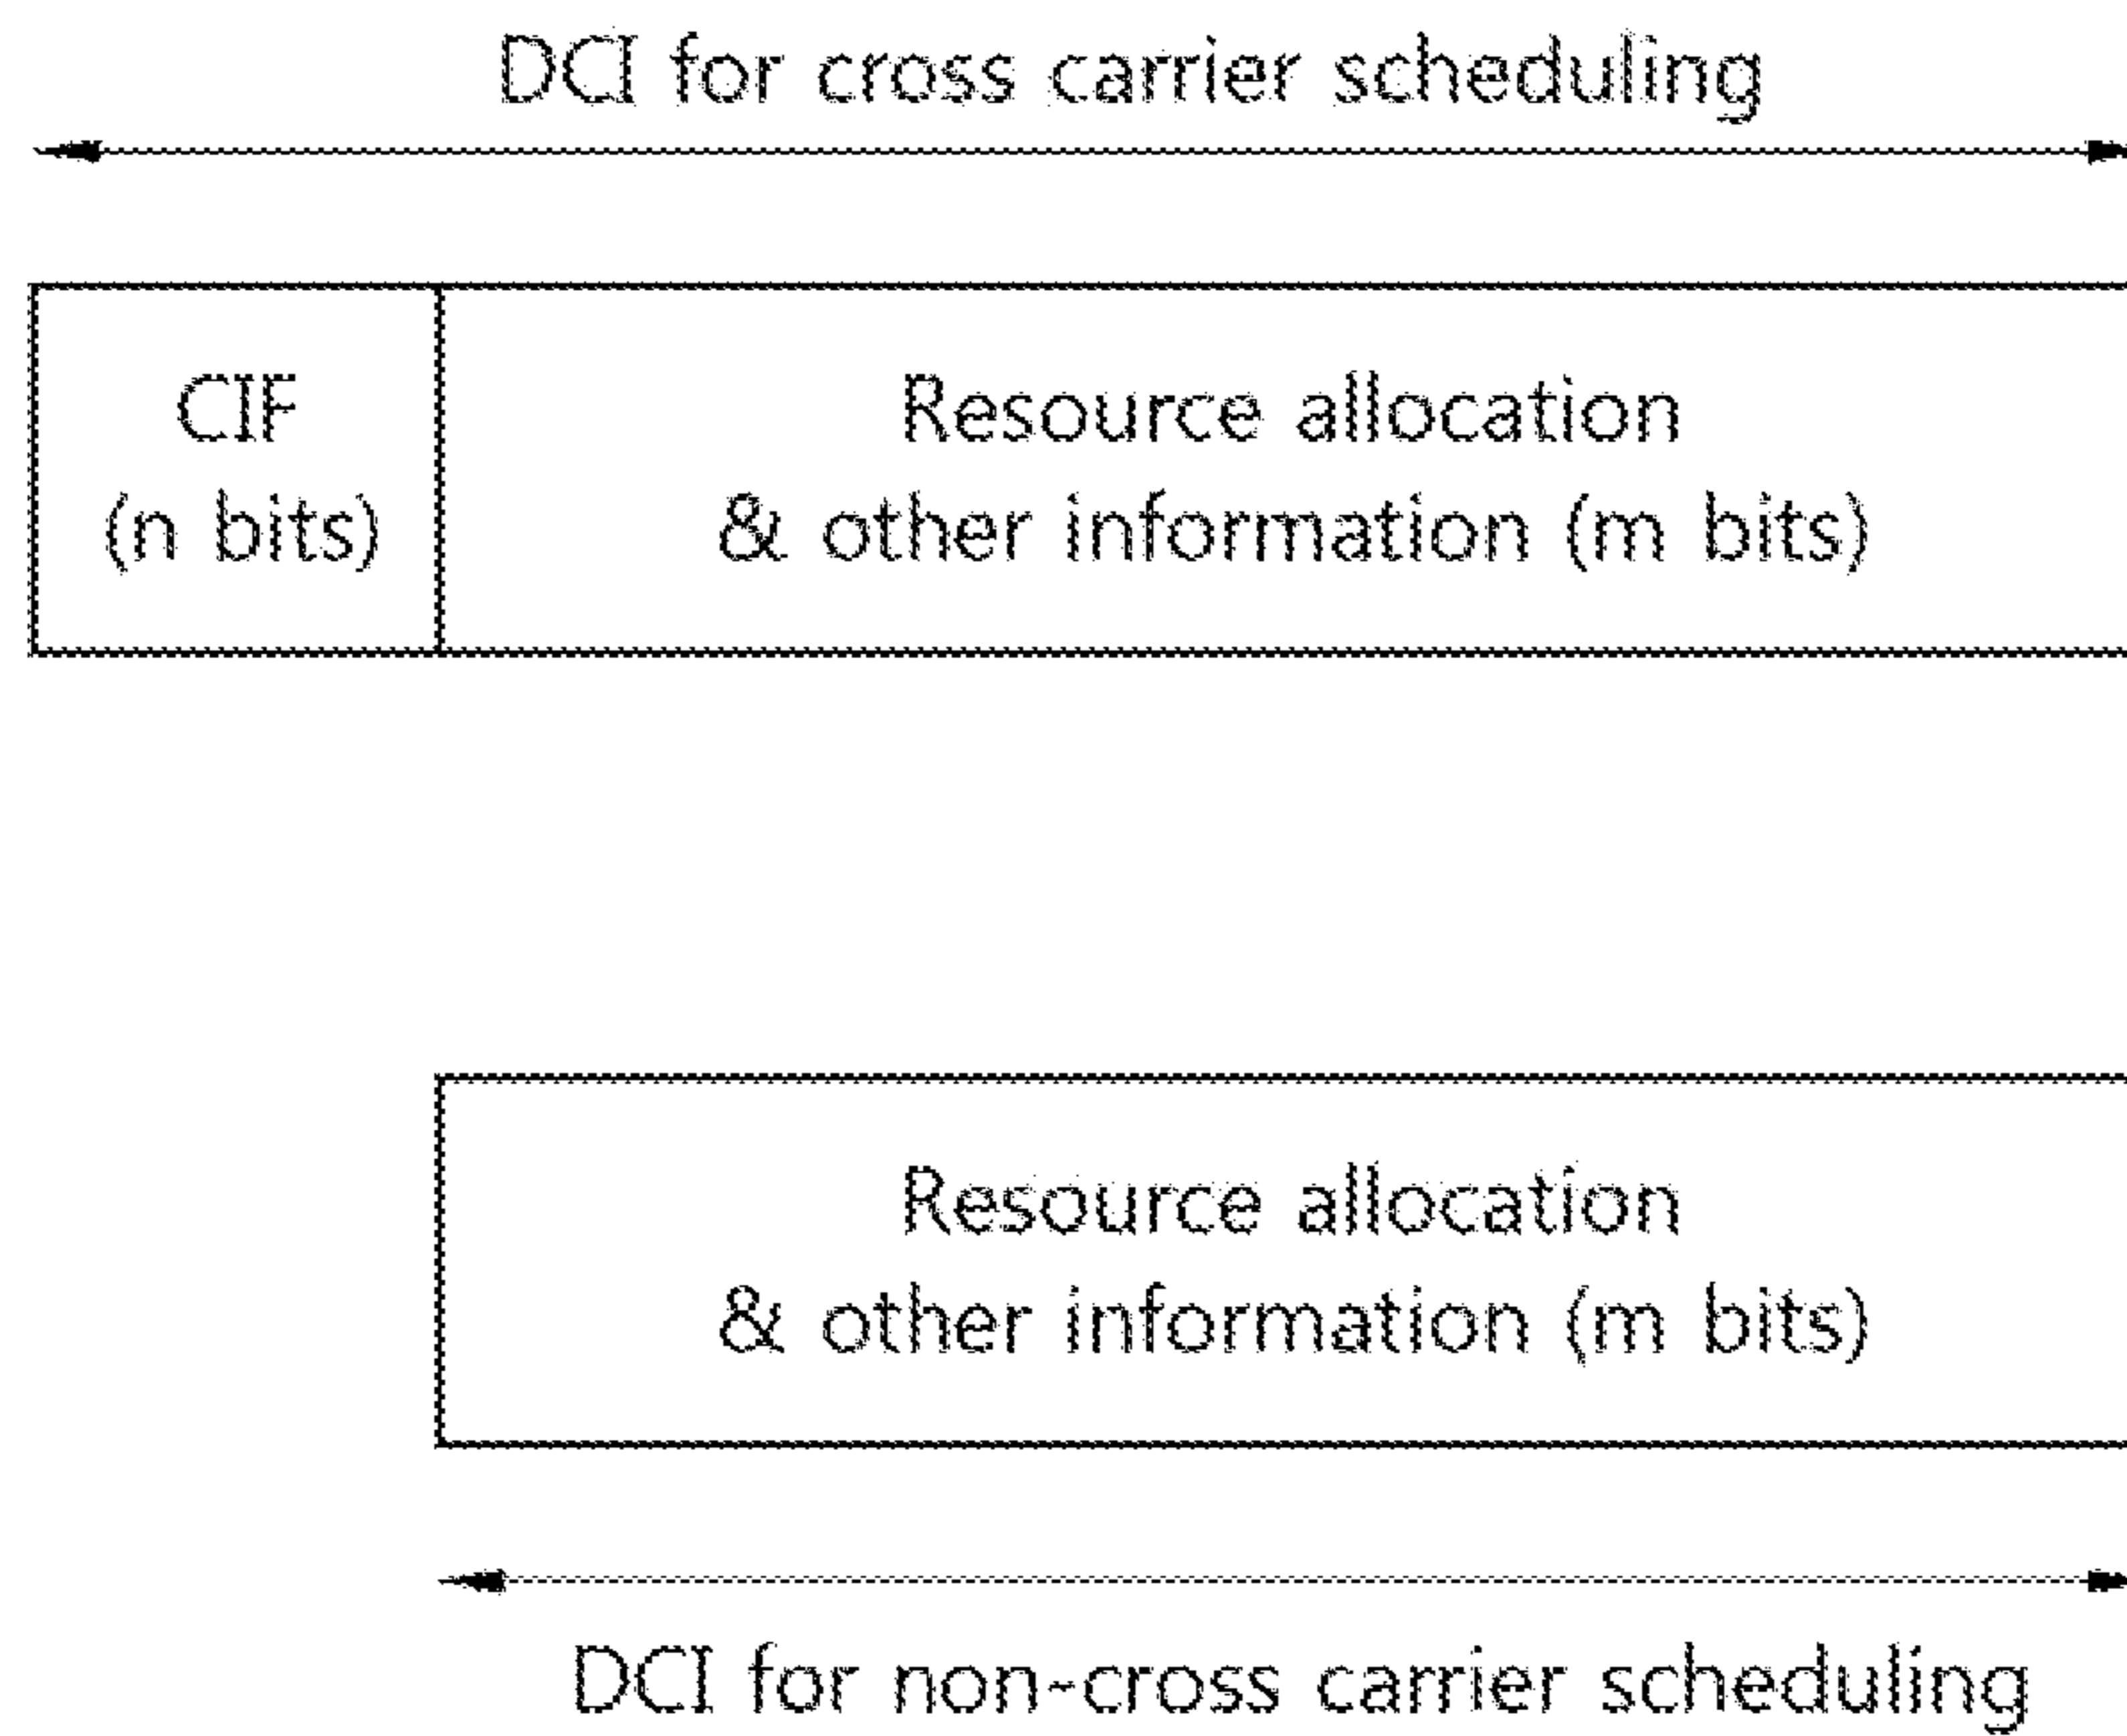 DCI for cross carrier scheduling
CIF
(n bits)
Resource allocation
& other information (m bits)
Resource allocation
& other information (m bits)
DCI for non-cross carrier scheduling